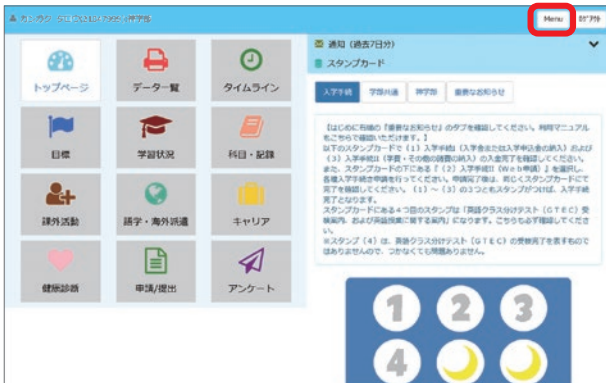 Menu
ログアウト
トップページ
データ一覧
タイムライン
目標
学習状況
科目・記録
課外活動
語学・海外派遣
キャリア
健康診断
申請/提出
アンケート
通知（過去7日分）
スタンプカード
入学手続
学部共通
神学部
重要なお知らせ
【はじめに右端の『重要なお知らせ』のタブを確認してください。利用マニュアル
もこちらで確認いただけます。】
以下のスタンプカードで（1）入学手続I（入学金または入学申込金の納入）および
（3）入学手続II（学費・その他の諸費の納入）の入金完了を確認してください。
また、スタンプカードの下にある『（2）入学手続II（Web申請）』を選択し、
各種入学手続き申請を行ってください。申請完了後は、同じくスタンプカードにて
完了を確認してください。（1）～（3）の3つともスタンプがつけば、入学手続
完了となります。
スタンプカードにある4つ目のスタンプは「英語クラス分けテスト（GTEC）受
検案内、および英語授業に関する案内」になります。こちらも必ず確認してくださ
い。
※スタンプ（4）は、英語クラス分けテスト（GTEC）の受検完了を表すもので
はありませんので、つかなくても問題ありません。
1 2 3
4